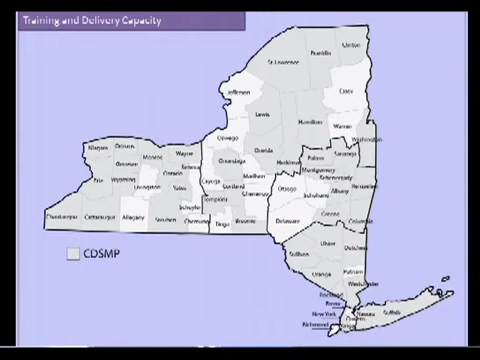 Training and Delivery Capacity
Clinton
Franklin
St. Lawrence
Essex
Jefferson
Lewis
Hamilton
Warren
Washington
Oswego
Oneida
Herkimer
Fulton
Saratoga
Niagara
Orleans
Monroe
Wayne
Genesee
Ontario
Seneca
Onondaga
Madison
Montgomery
Schenectady
Erie
Wyoming
Livingston
Yates
Cayuga
Cortland
Chenango
Otsego
Schoharie
Albany
Rensselaer
Tompkins
Schuyler
Chautauqua
Cattaraugus
Allegany
Steuben
Chemung
Tioga
Broome
Delaware
Greene
Columbia
Ulster
Dutchess
Sullivan
Orange
Putnam
Westchester
Rockland
Bronx
New York
Richmond
Queens
Kings
Nassau
Suffolk
CDSMP